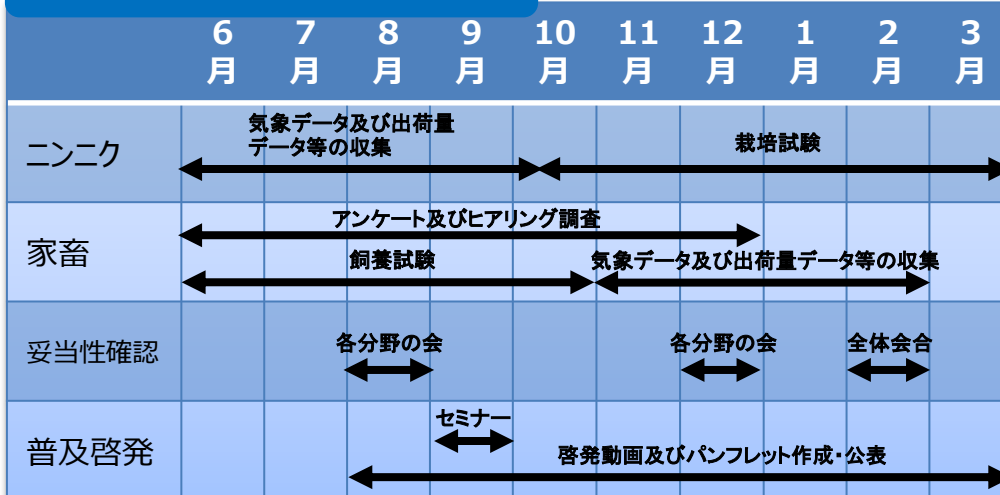 6月 7月 8月 9月 10月 11月 12月 1月 2月 3月
ニンニク
気象データ及び出荷量
データ等の収集
栽培試験
家畜
アンケート及びヒアリング調査
飼養試験
気象データ及び出荷量データ等の収集
妥当性確認
各分野の会
各分野の会
全体会合
普及啓発
セミナー
啓発動画及びパンフレット作成・公表